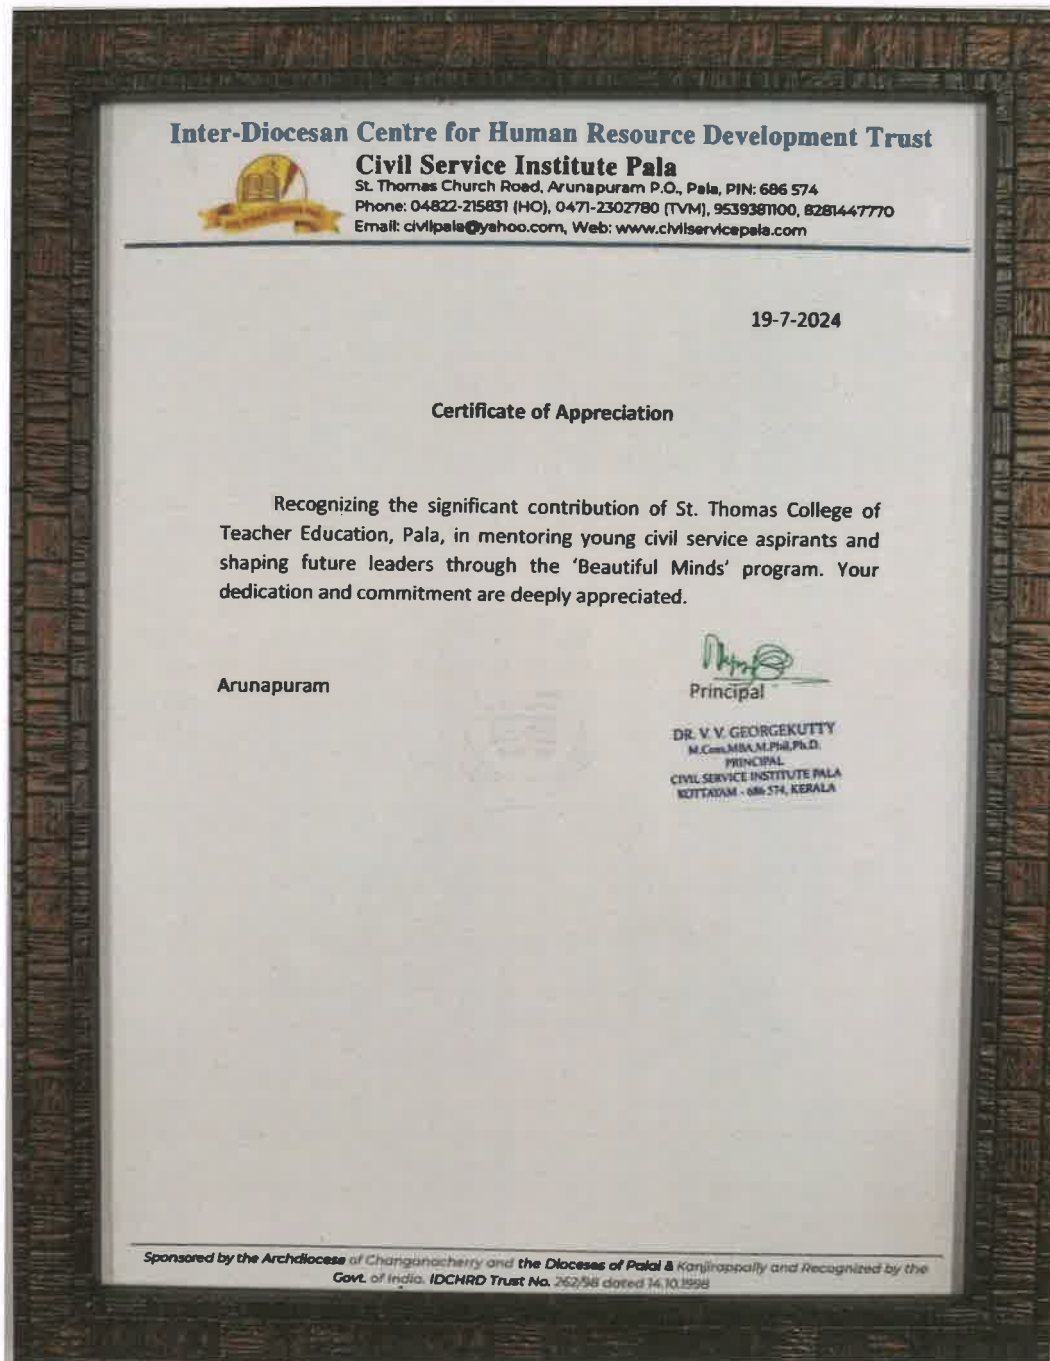 Inter-Diocesan Centre for Human Resource Development Trust
Civil Service Institute Pala
St. Thomas Church Road, Arunapuram P.O., Pala, PIN: 686 574
Phone: 04822-215831 (HO), 0471-2302780 (TVM), 9539381100, 8281447770
Email: civilpala@yahoo.com, Web: www.civilservicepala.com
19-7-2024
Certificate of Appreciation
Recognizing the significant contribution of St. Thomas College of
Teacher Education, Pala, in mentoring young civil service aspirants and
shaping future leaders through the ‘Beautiful Minds’ program. Your
dedication and commitment are deeply appreciated.
Arunapuram
Principal
DR. V. V. GEORGEKUTTY
M.Com,MBA,M.Phil,Ph.D.
PRINCIPAL
CIVIL SERVICE INSTITUTE PALA
KOTTAYAM - 686 574, KERALA
Sponsored by the Archdiocese of Changanacherry and the Dioceses of Palai & Kanjirappally and Recognized by the
Govt. of India. IDCHRD Trust No. 262/98 dated 14.10.1998